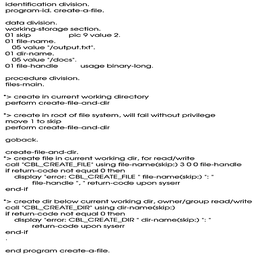 identification division.
program-id. create-a-file.
data division.
working-storage section.
01 skip pic 9 value 2.
01 file-name.
05 value "/output.txt".
01 dir-name.
05 value "/docs".
01 file-handle usage binary-long.
procedure division.
files-main.
*> create in current working directory
perform create-file-and-dir
*> create in root of file system, will fail without privilege
move 1 to skip
perform create-file-and-dir
goback.
create-file-and-dir.
*> create file in current working dir, for read/write
call "CBL_CREATE_FILE" using file-name(skip:) 3 0 0 file-handle
if return-code not equal 0 then
display "error: CBL_CREATE_FILE " file-name(skip:) ": "
file-handle ", " return-code upon syserr
end-if
*> create dir below current working dir, owner/group read/write
call "CBL_CREATE_DIR" using dir-name(skip:)
if return-code not equal 0 then
display "error: CBL_CREATE_DIR " dir-name(skip:) ": "
return-code upon syserr
end-if
.
end program create-a-file.